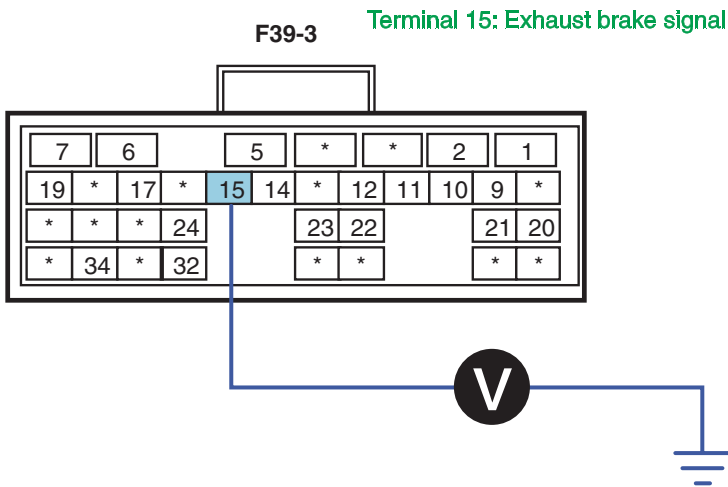 Terminal 15: Exhaust brake signal
F39-3
7 6 5 * * 2 1
19 * 17 * 15 14 * 12 11 10 9 *
* * * 24 23 22 21 20
* 34 * 32 * * * *
V